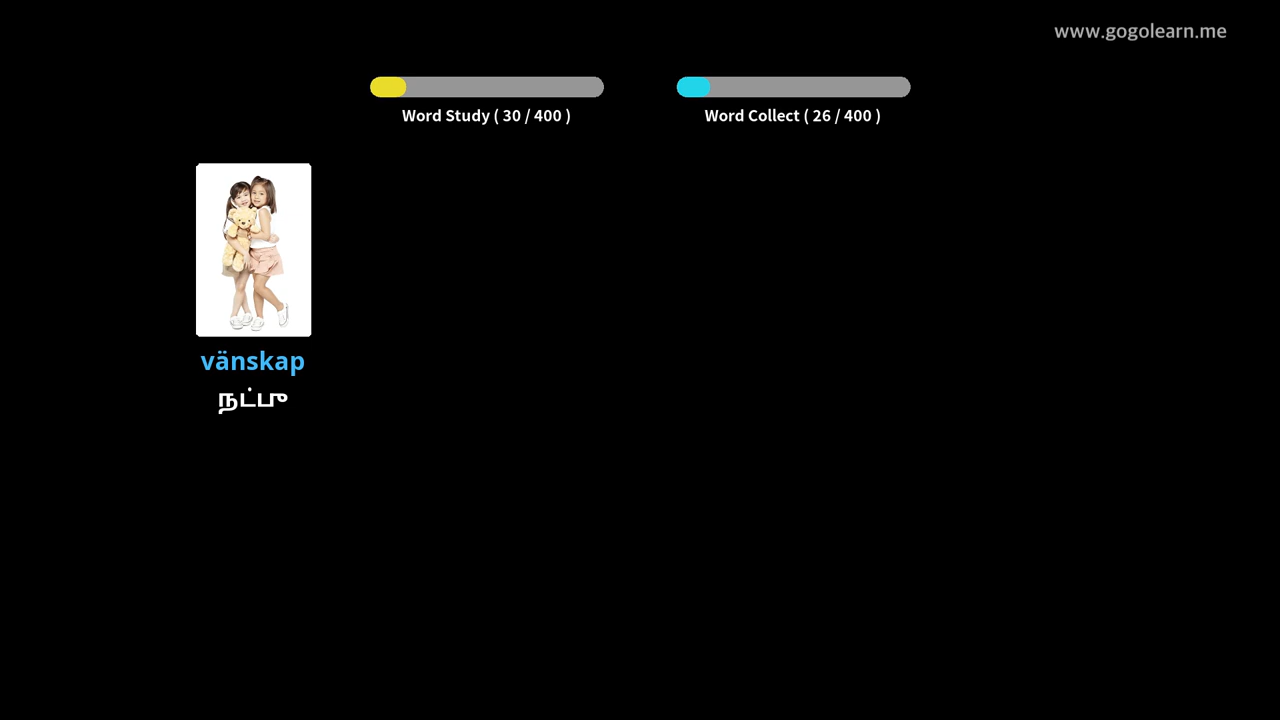 www.gogolearn.me
Word Study ( 30 / 400 )
Word Collect ( 26 / 400 )
vänskap
நட்பு